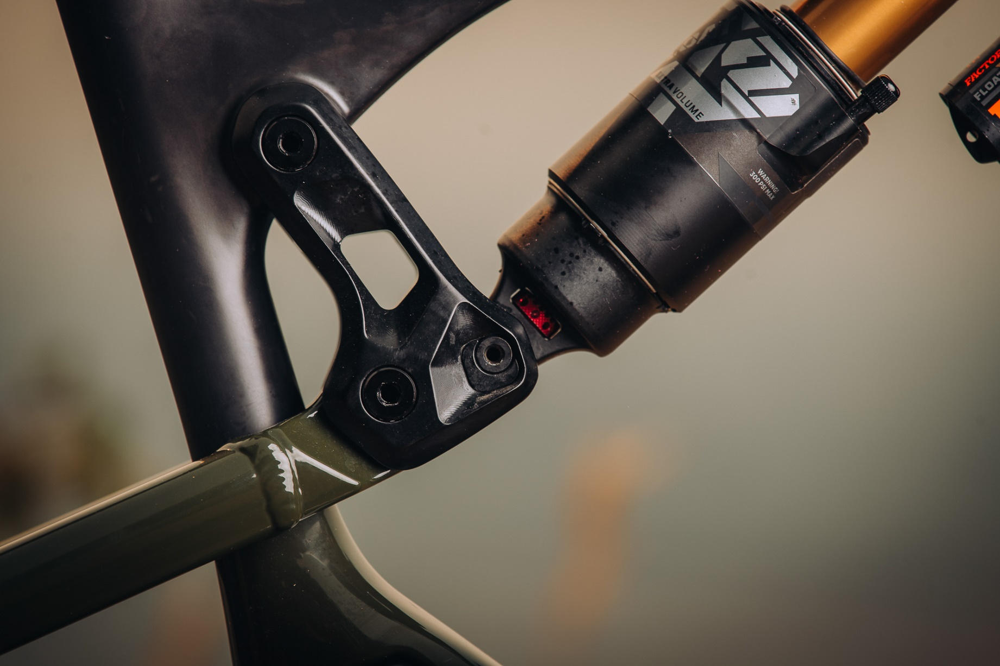 X2
ULTRA VOLUME
WARNING!
300 PSI MAX
FACTOR
FLOA